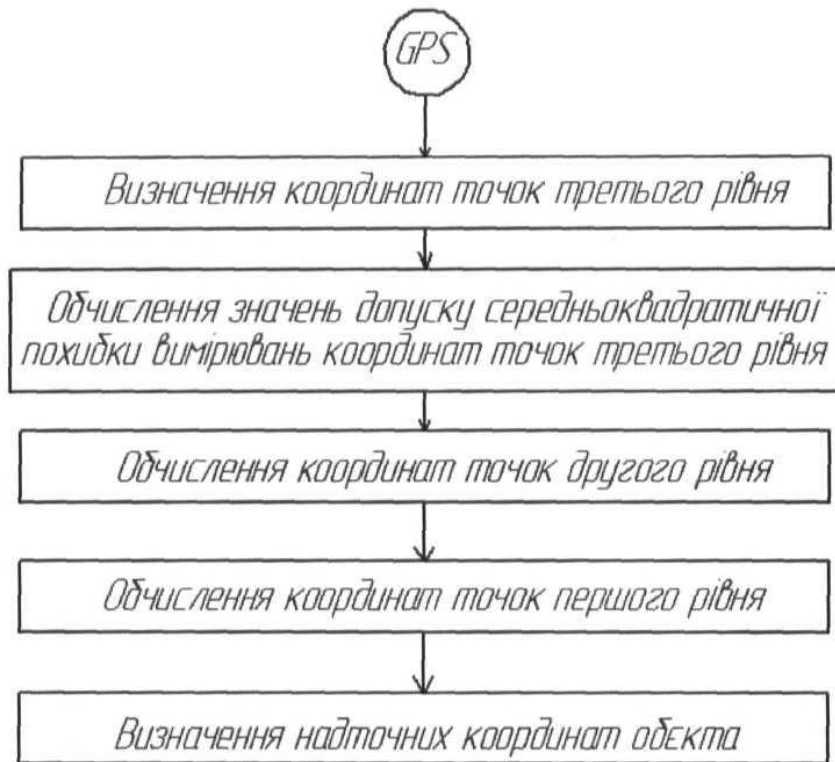 GPS
Визначення координат точок третього рівня
Обчислення значень допуску середньоквадратичної
похибки вимірювань координат точок третього рівня
Обчислення координат точок другого рівня
Обчислення координат точок першого рівня
Визначення надточних координат обєкта